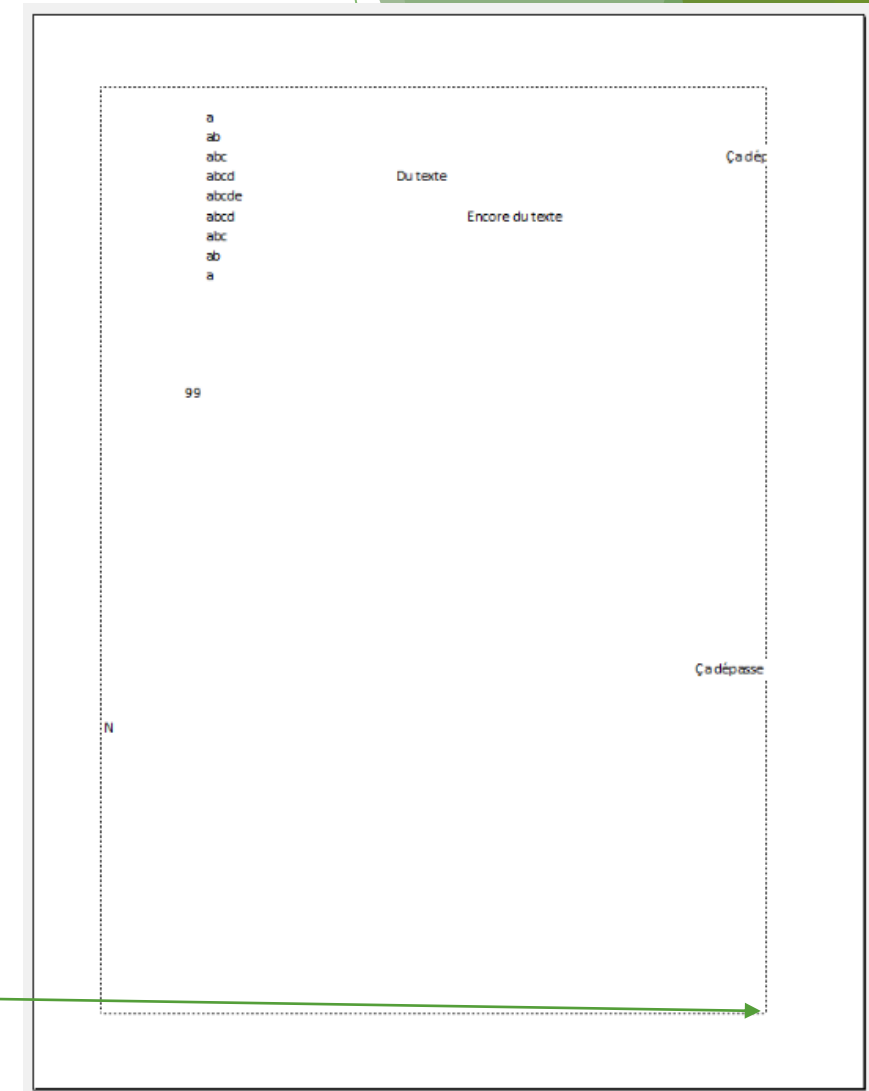 a
ab
abc Ça dép
abcd Du texte
abcde
abcd Encore du texte
abc
ab
a
99
Ça dépasse
N